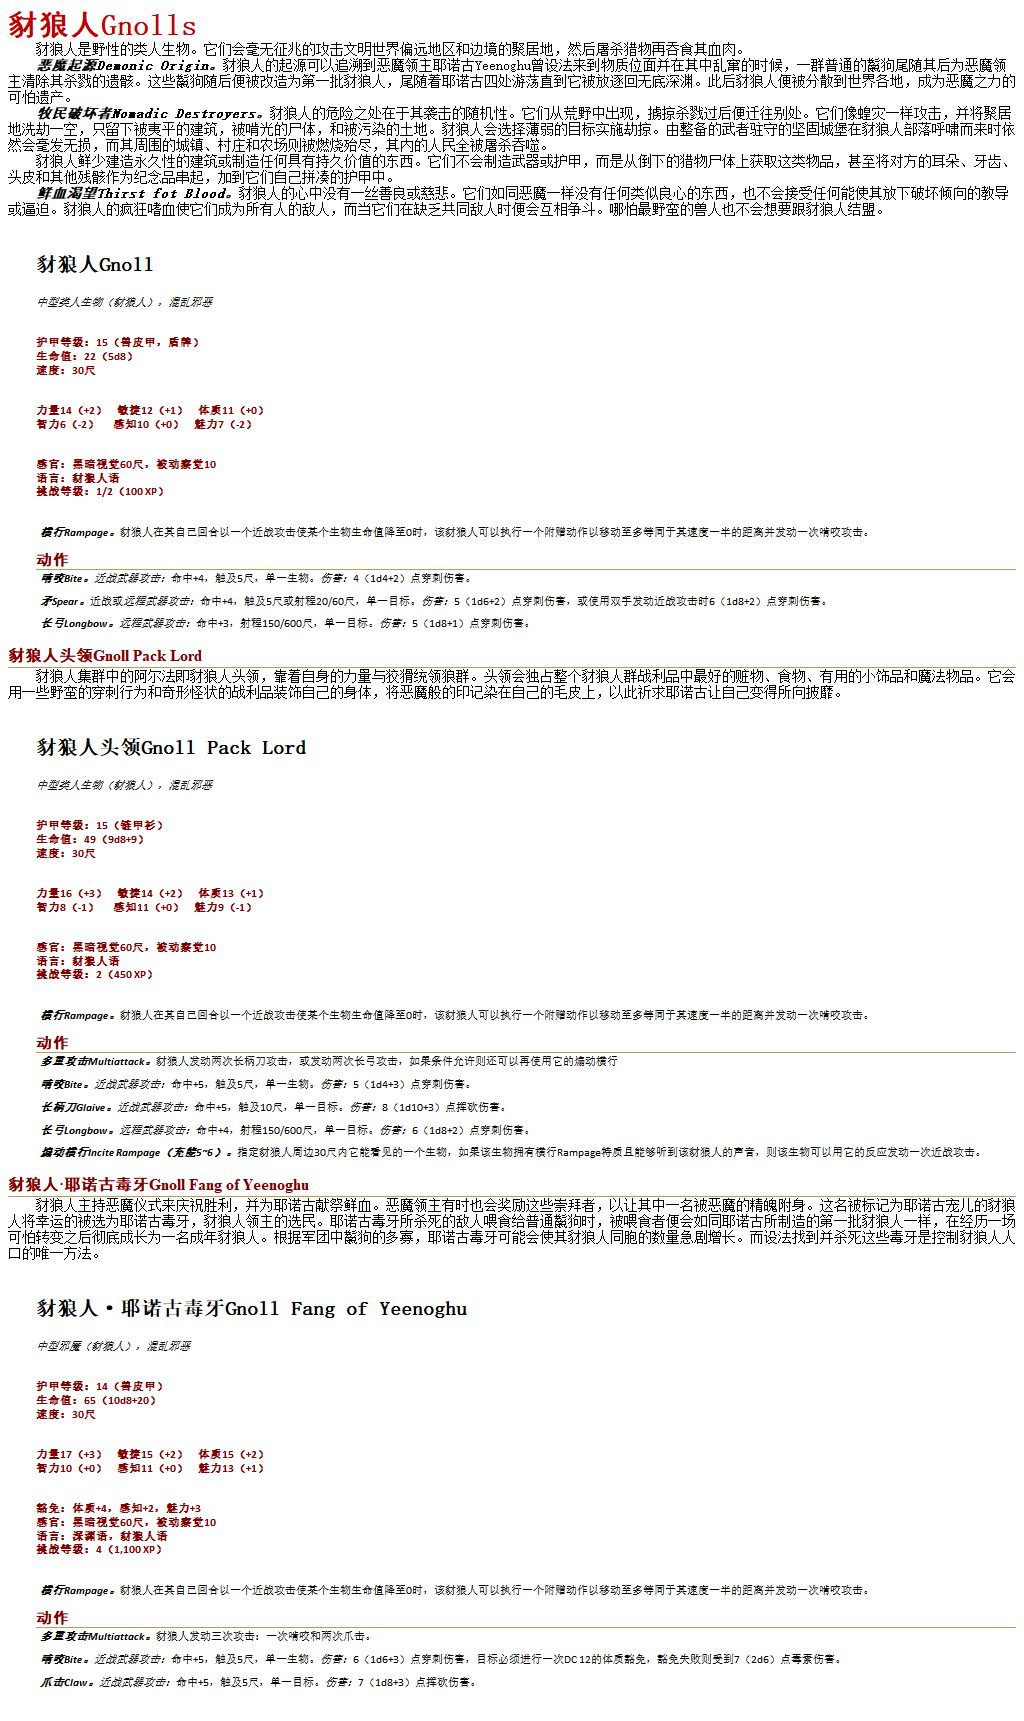 豺狼人Gnolls
豺狼人是野性的类人生物。它们会毫无征兆的攻击文明世界偏远地区和边境的聚居地，然后屠杀猎物再吞食其血肉。
恶魔起源Demonic Origin。豺狼人的起源可以追溯到恶魔领主耶诺古Yeenoghu曾设法来到物质位面并在其中乱窜的时候，一群普通的鬣狗尾随其后为恶魔领
主清除其杀戮的遗骸。这些鬣狗随后便被改造为第一批豺狼人，尾随着耶诺古四处游荡直到它被放逐回无底深渊。此后豺狼人便被分散到世界各地，成为恶魔之力的
可怕遗产。
牧民破坏者Nomadic Destroyers。豺狼人的危险之处在于其袭击的随机性。它们从荒野中出现，掳掠杀戮过后便迁往别处。它们像蝗灾一样攻击，并将聚居
地洗劫一空，只留下被夷平的建筑，被啃光的尸体，和被污染的土地。豺狼人会选择薄弱的目标实施劫掠。由整备的武者驻守的坚固城堡在豺狼人部落呼啸而来时依
然会毫发无损，而其周围的城镇、村庄和农场则被燃烧殆尽，其内的人民全被屠杀吞噬。
豺狼人鲜少建造永久性的建筑或制造任何具有持久价值的东西。它们不会制造武器或护甲，而是从倒下的猎物尸体上获取这类物品，甚至将对方的耳朵、牙齿、
头皮和其他残骸作为纪念品串起，加到它们自己拼凑的护甲中。
鲜血渴望Thirst fot Blood。豺狼人的心中没有一丝善良或慈悲。它们如同恶魔一样没有任何类似良心的东西，也不会接受任何能使其放下破坏倾向的教导
或逼迫。豺狼人的疯狂嗜血使它们成为所有人的敌人，而当它们在缺乏共同敌人时便会互相争斗。哪怕最野蛮的兽人也不会想要跟豺狼人结盟。
豺狼人Gnoll
中型类人生物（豺狼人），混乱邪恶
护甲等级：15（兽皮甲，盾牌）
生命值：22（5d8）
速度：30尺
力量14（+2） 敏捷12（+1） 体质11（+0）
智力6（-2） 感知10（+0） 魅力7（-2）
感官：黑暗视觉60尺，被动察觉10
语言：豺狼人语
挑战等级：1/2（100 XP）
横行Rampage。豺狼人在其自己回合以一个近战攻击使某个生物生命值降至0时，该豺狼人可以执行一个附赠动作以移动至多等同于其速度一半的距离并发动一次啃咬攻击。
动作
啃咬Bite。近战武器攻击：命中+4，触及5尺，单一生物。伤害：4（1d4+2）点穿刺伤害。
矛Spear。近战或远程武器攻击：命中+4，触及5尺或射程20/60尺，单一目标。伤害：5（1d6+2）点穿刺伤害，或使用双手发动近战攻击时6（1d8+2）点穿刺伤害。
长弓Longbow。远程武器攻击：命中+3，射程150/600尺，单一目标。伤害：5（1d8+1）点穿刺伤害。
豺狼人头领Gnoll Pack Lord
豺狼人集群中的阿尔法即豺狼人头领，靠着自身的力量与狡猾统领狼群。头领会独占整个豺狼人群战利品中最好的赃物、食物、有用的小饰品和魔法物品。它会
用一些野蛮的穿刺行为和奇形怪状的战利品装饰自己的身体，将恶魔般的印记染在自己的毛皮上，以此祈求耶诺古让自己变得所向披靡。
豺狼人头领Gnoll Pack Lord
中型类人生物（豺狼人），混乱邪恶
护甲等级：15（链甲衫）
生命值：49（9d8+9）
速度：30尺
力量16（+3） 敏捷14（+2） 体质13（+1）
智力8（-1） 感知11（+0） 魅力9（-1）
感官：黑暗视觉60尺，被动察觉10
语言：豺狼人语
挑战等级：2（450 XP）
横行Rampage。豺狼人在其自己回合以一个近战攻击使某个生物生命值降至0时，该豺狼人可以执行一个附赠动作以移动至多等同于其速度一半的距离并发动一次啃咬攻击。
动作
多重攻击Multiattack。豺狼人发动两次长柄刀攻击，或发动两次长弓攻击，如果条件允许则还可以再使用它的煽动横行
啃咬Bite。近战武器攻击：命中+5，触及5尺，单一生物。伤害：5（1d4+3）点穿刺伤害。
长柄刀Glaive。近战武器攻击：命中+5，触及10尺，单一目标。伤害：8（1d10+3）点挥砍伤害。
长弓Longbow。远程武器攻击：命中+4，射程150/600尺，单一目标。伤害：6（1d8+2）点穿刺伤害。
煽动横行Incite Rampage（充能5~6）。指定豺狼人周边30尺内它能看见的一个生物，如果该生物拥有横行Rampage特质且能够听到该豺狼人的声音，则该生物可以用它的反应发动一次近战攻击。
豺狼人·耶诺古毒牙Gnoll Fang of Yeenoghu
豺狼人主持恶魔仪式来庆祝胜利，并为耶诺古献祭鲜血。恶魔领主有时也会奖励这些崇拜者，以让其中一名被恶魔的精魄附身。这名被标记为耶诺古宠儿的豺狼
人将幸运的被选为耶诺古毒牙，豺狼人领主的选民。耶诺古毒牙所杀死的敌人喂食给普通鬣狗时，被喂食者便会如同耶诺古所制造的第一批豺狼人一样，在经历一场
可怕转变之后彻底成长为一名成年豺狼人。根据军团中鬣狗的多寡，耶诺古毒牙可能会使其豺狼人同胞的数量急剧增长。而设法找到并杀死这些毒牙是控制豺狼人人
口的唯一方法。
豺狼人·耶诺古毒牙Gnoll Fang of Yeenoghu
中型邪魔（豺狼人），混乱邪恶
护甲等级：14（兽皮甲）
生命值：65（10d8+20）
速度：30尺
力量17（+3） 敏捷15（+2） 体质15（+2）
智力10（+0） 感知11（+0） 魅力13（+1）
豁免：体质+4，感知+2，魅力+3
感官：黑暗视觉60尺，被动察觉10
语言：深渊语，豺狼人语
挑战等级：4（1,100 XP）
横行Rampage。豺狼人在其自己回合以一个近战攻击使某个生物生命值降至0时，该豺狼人可以执行一个附赠动作以移动至多等同于其速度一半的距离并发动一次啃咬攻击。
动作
多重攻击Multiattack。豺狼人发动三次攻击：一次啃咬和两次爪击。
啃咬Bite。近战武器攻击：命中+5，触及5尺，单一生物。伤害：6（1d6+3）点穿刺伤害，目标必须进行一次DC 12的体质豁免，豁免失败则受到7（2d6）点毒素伤害。
爪击Claw。近战武器攻击：命中+5，触及5尺，单一目标。伤害：7（1d8+3）点挥砍伤害。